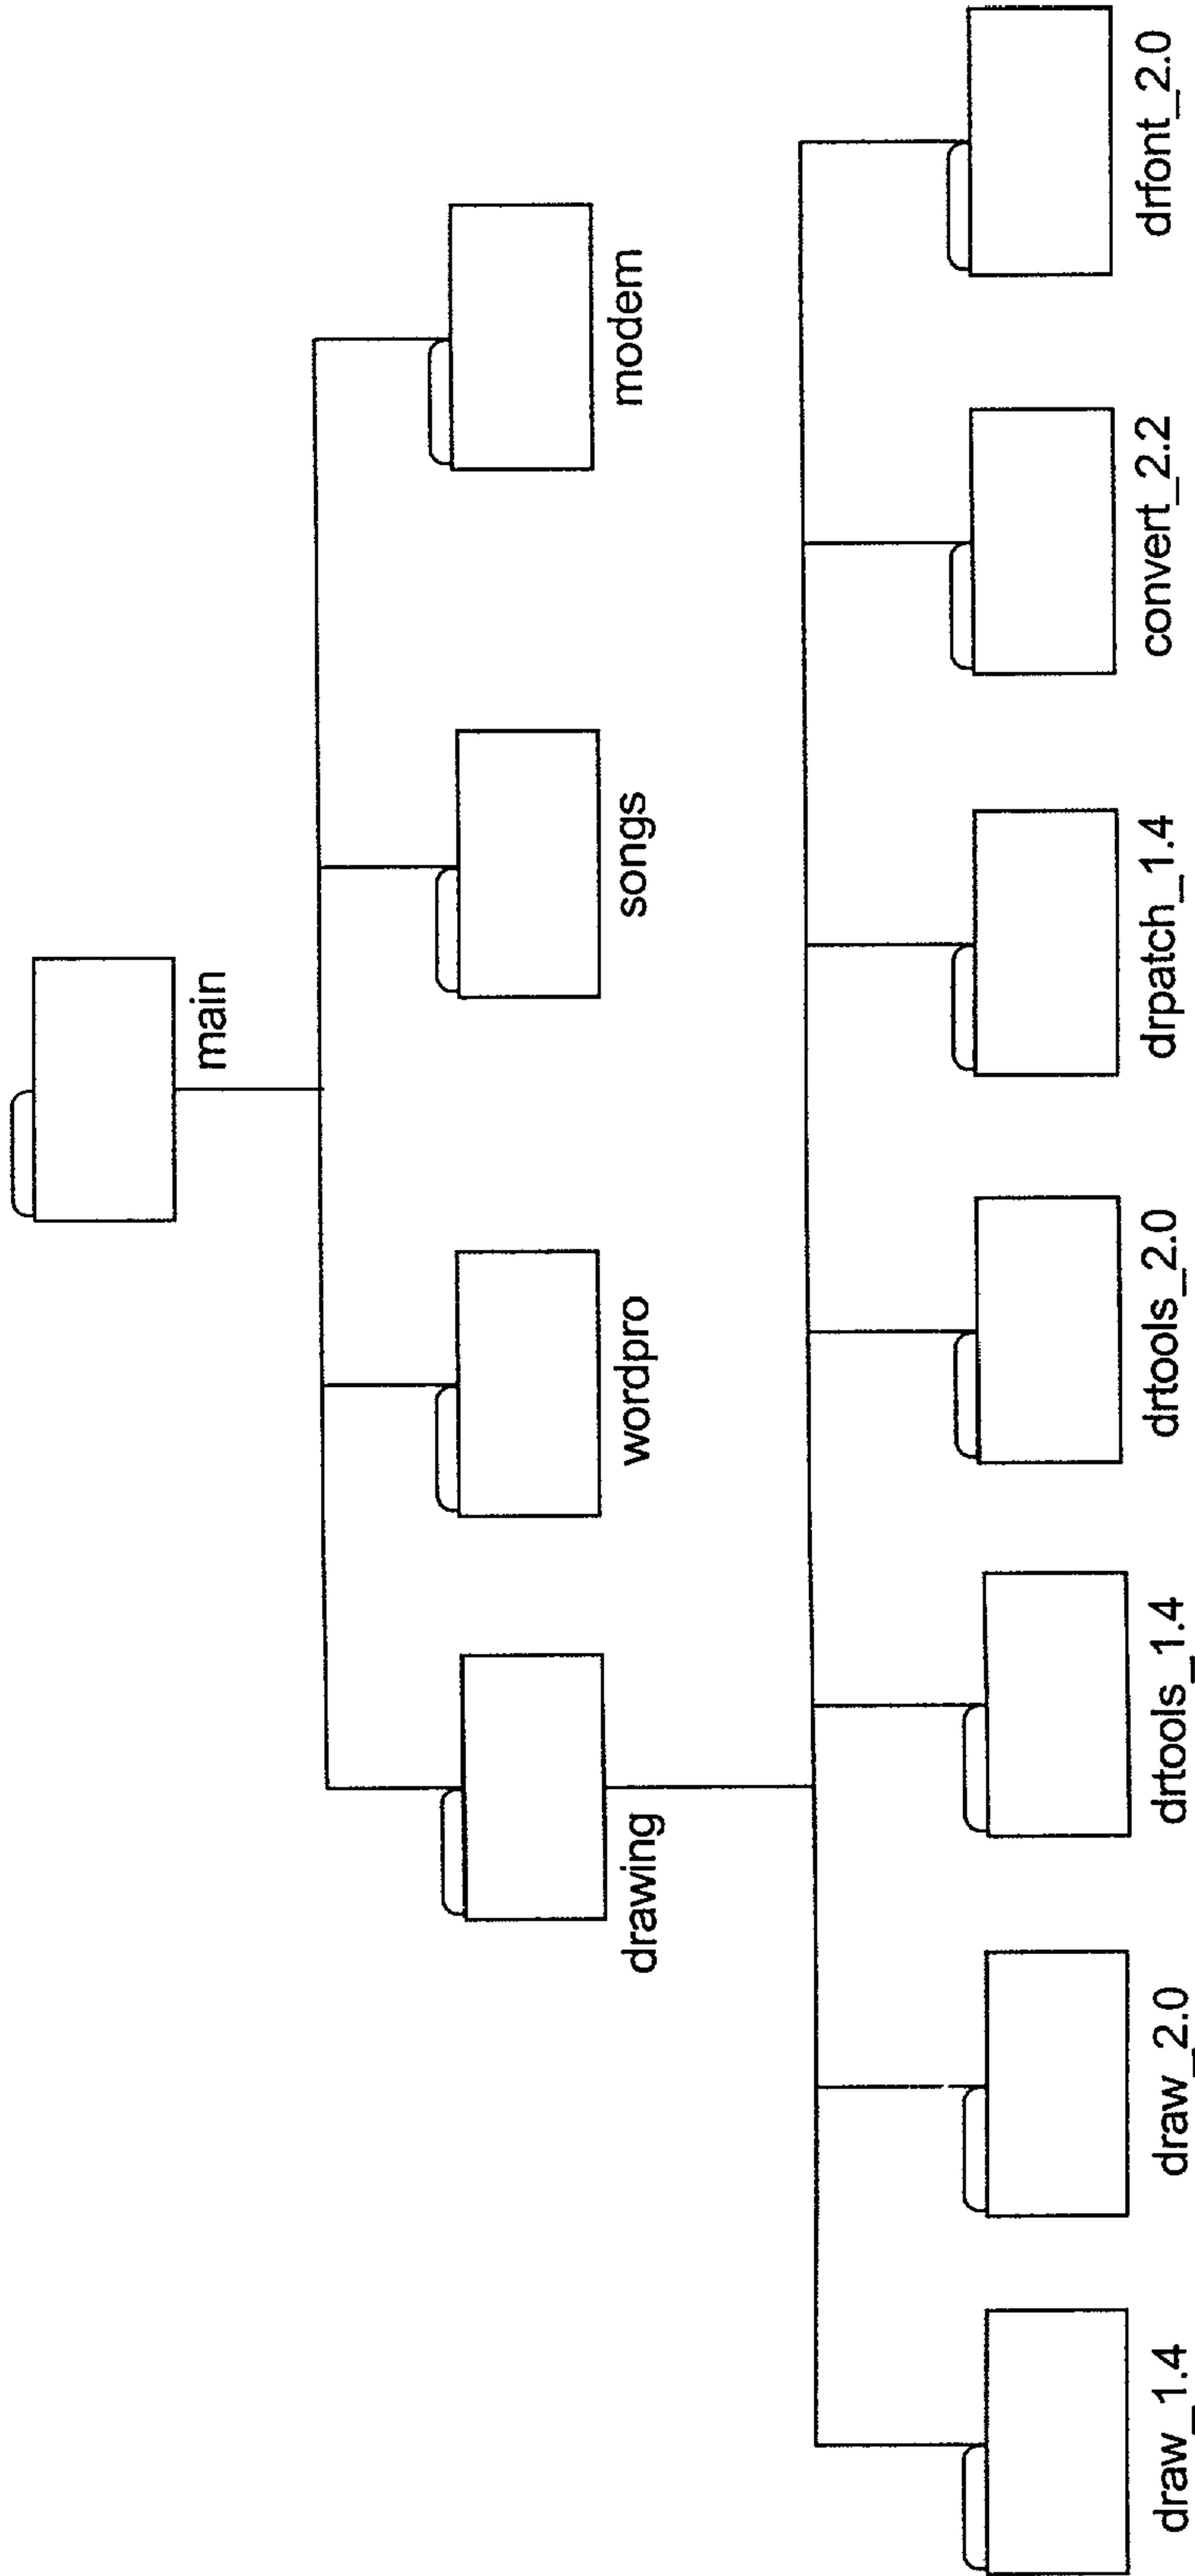 main
drawing
wordpro
songs
modem
draw_1.4
draw_2.0
drtools_1.4
drtools_2.0
drpatch_1.4
convert_2.2
drfont_2.0